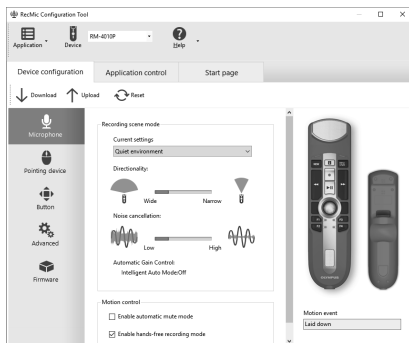 RecMic Configuration Tool
Application
Device
RM-4010P
Help
Device configuration
Application control
Start page
Download
Upload
Reset
Microphone
Pointing device
Button
Advanced
Firmware
Recording scene mode
Current settings
Quiet environment
Directionality:
Wide
Narrow
Noise cancellation:
Low
High
Automatic Gain Control:
Intelligent Auto Mode:Off
Motion control
Enable automatic mute mode
Enable hands-free recording mode
OLYMPUS
Motion event
Laid down